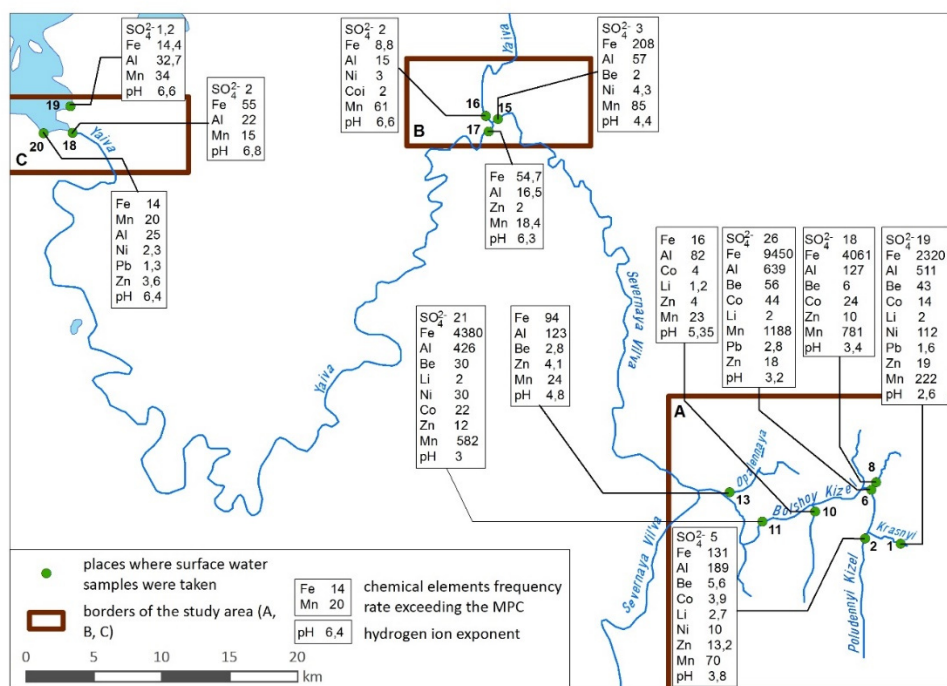 SO₄²⁻ 1,2
Fe 14,4
Al 32,7
Mn 34
pH 6,6
SO₄²⁻ 2
Fe 55
Al 22
Mn 15
pH 6,8
19
20
18
C
Yaiva
Fe 14
Mn 20
Al 25
Ni 2,3
Pb 1,3
Zn 3,6
pH 6,4
SO₄²⁻ 2
Fe 8,8
Al 15
Ni 3
Coi 2
Mn 61
pH 6,6
Yaiva
SO₄²⁻ 3
Fe 208
Al 57
Be 2
Ni 4,3
Mn 85
pH 4,4
16
15
17
B
Fe 54,7
Al 16,5
Zn 2
Mn 18,4
pH 6,3
Yaiva
Severnaya Vil'va
SO₄²⁻ 21
Fe 4380
Al 426
Be 30
Li 2
Ni 30
Co 22
Zn 12
Mn 582
pH 3
Fe 94
Al 123
Be 2,8
Zn 4,1
Mn 24
pH 4,8
Fe 16
Al 82
Co 4
Li 1,2
Zn 4
Mn 23
pH 5,35
SO₄²⁻ 26
Fe 9450
Al 639
Be 56
Co 44
Li 2
Mn 1188
Pb 2,8
Zn 18
pH 3,2
SO₄²⁻ 18
Fe 4061
Al 127
Be 6
Co 24
Zn 10
Mn 781
pH 3,4
SO₄²⁻ 19
Fe 2320
Al 511
Be 43
Co 14
Li 2
Ni 112
Pb 1,6
Zn 19
Mn 222
pH 2,6
A
Bol'shoy Kizel
8
6
13
11
10
2
1
Krasnyi
Poludennyi Kizel
Severnaya Vil'va
SO₄²⁻ 5
Fe 131
Al 189
Be 5,6
Co 3,9
Li 2,7
Ni 10
Zn 13,2
Mn 70
pH 3,8
places where surface water
samples were taken
borders of the study area (A,
B, C)
Fe 14
Mn 20
chemical elements frequency
rate exceeding the MPC
pH 6,4
hydrogen ion exponent
0 5 10 15 20
km